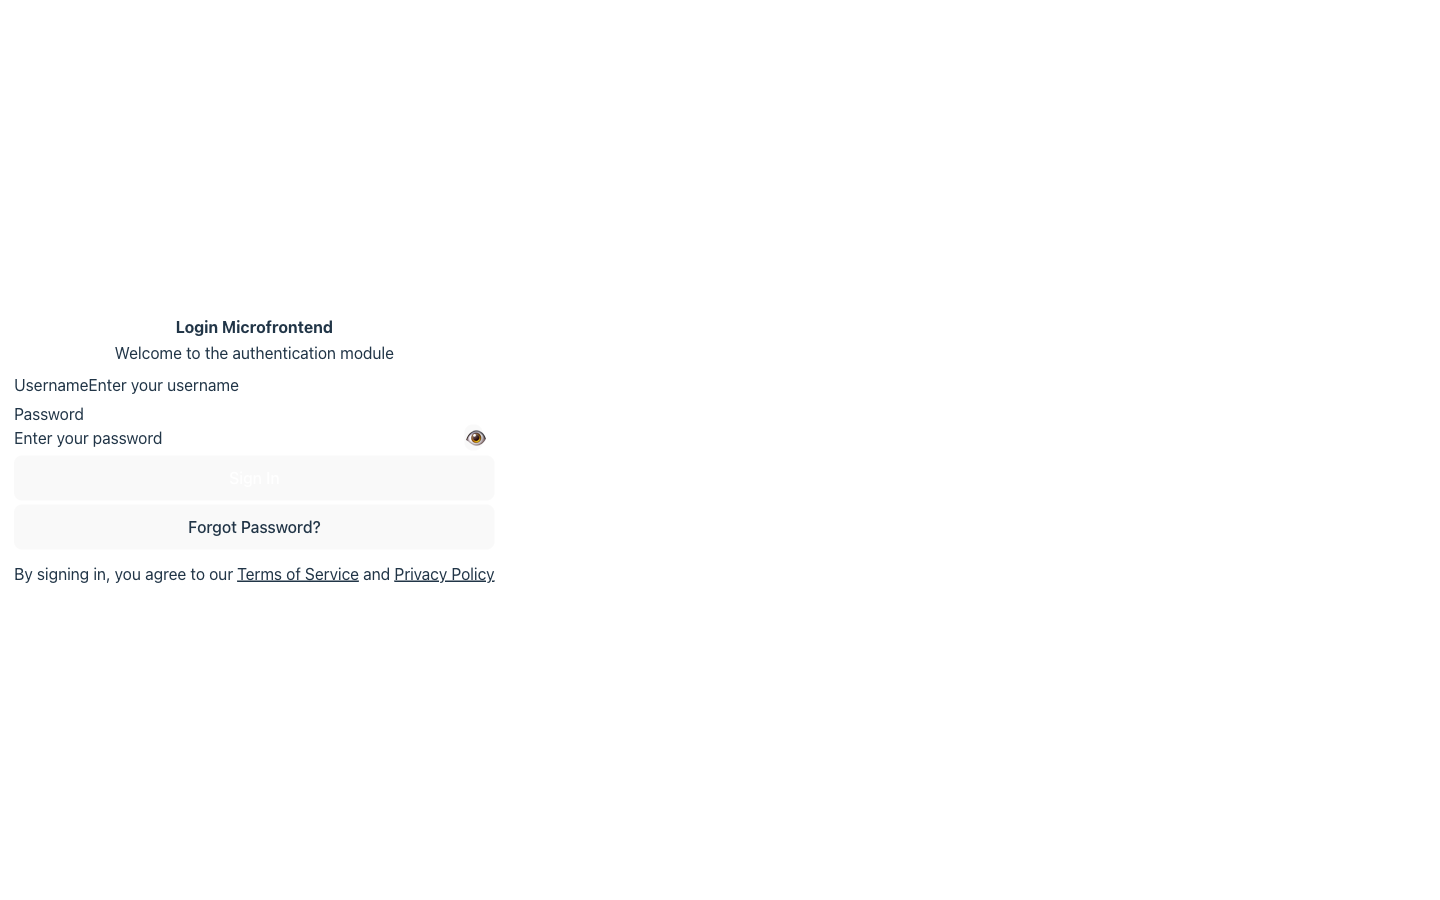 Login Microfrontend
Welcome to the authentication module
UsernameEnter your username
Password
Enter your password
Sign In
Forgot Password?
By signing in, you agree to our Terms of Service and Privacy Policy